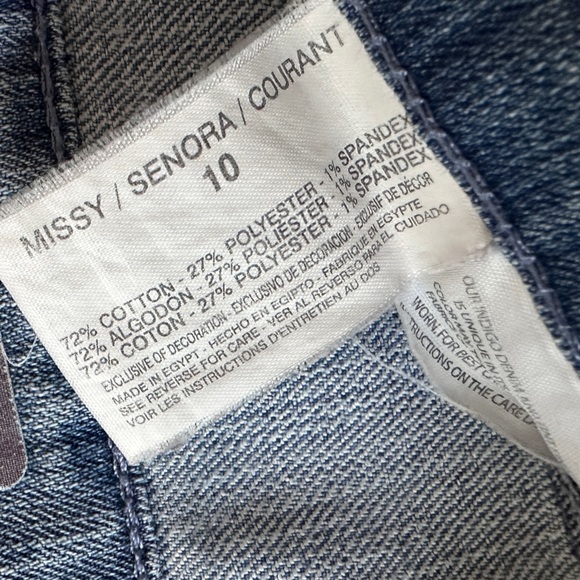 MISSY / SENORA / COURANT
10
72% COTTON - 27% POLYESTER - 1% SPANDEX
72% ALGODÓN - 27% POLIESTER - 1% SPANDEX
72% COTON - 27% POLYESTER - 1% SPANDEX
EXCLUSIVE OF DECORATION - EXCLUSIVO DE DECORACION - EXCLUSIF DE DÉCOR
MADE IN EGYPT - HECHO EN EGIPTO - FABRIQUE EN EGYPTE
SEE REVERSE FOR CARE - VER AL REVERSO PARA EL CUIDADO
VOIR LES INSTRUCTIONS D'ENTRETIEN AU DOS
OUR INDIGO DENIM
IS UNIQUE IN
WORN. FOR BEST
ON THE CARE